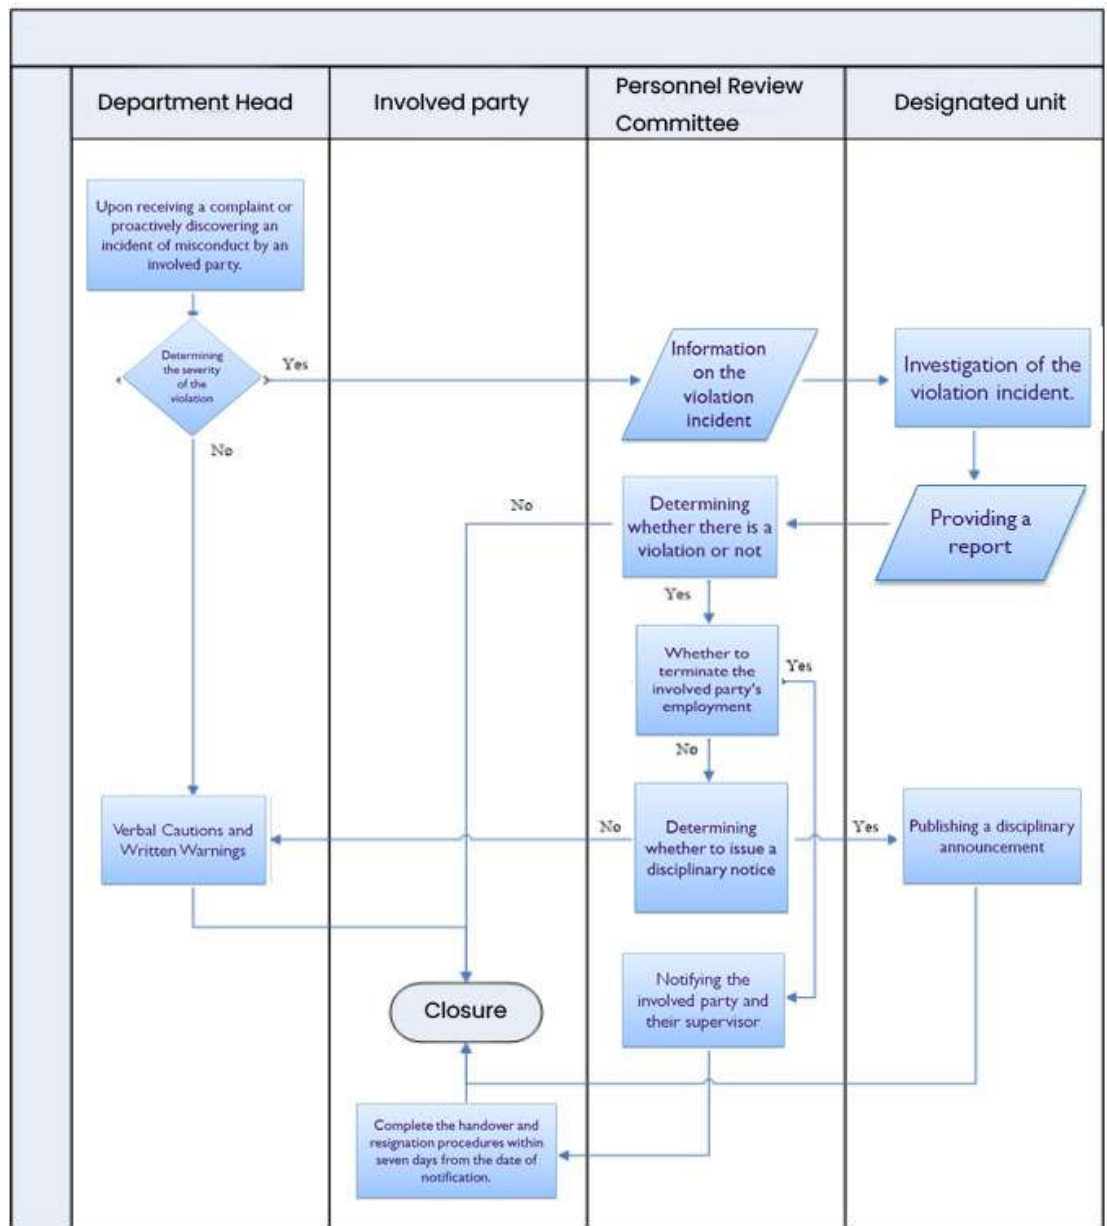 Department Head
Involved party
Personnel Review
Committee
Designated unit
Upon receiving a complaint or
proactively discovering an
incident of misconduct by an
involved party.
Determining
the severity
of the
violation
Yes
No
Information
on the
violation
incident
Investigation of the
violation incident.
Providing a
report
Determining
whether there is a
violation or not
No
Yes
Whether to
terminate the
involved party's
employment
Yes
No
Determining
whether to issue a
disciplinary notice
No
Yes
Verbal Cautions and
Written Warnings
Publishing a disciplinary
announcement
Notifying the
involved party and
their supervisor
Closure
Complete the handover and
resignation procedures within
seven days from the date of
notification.